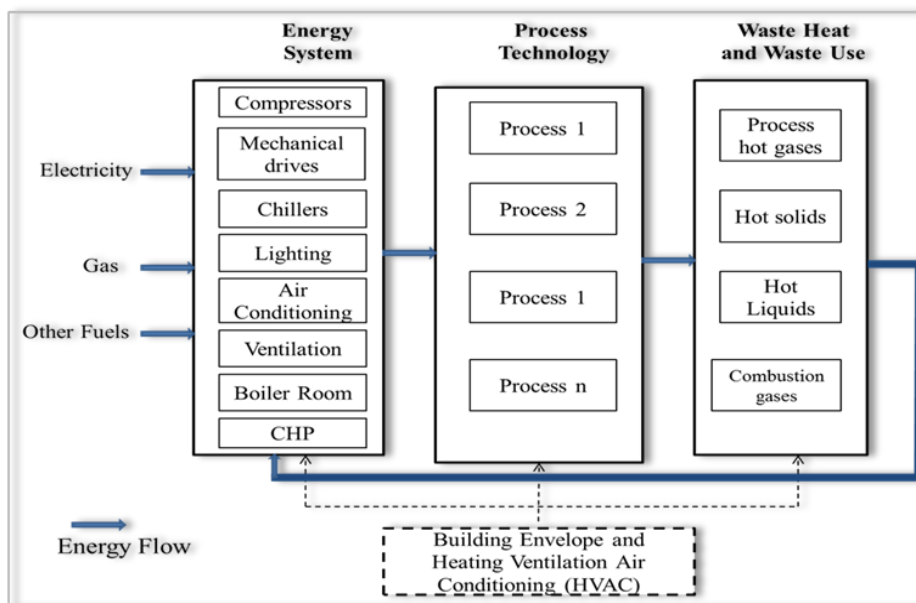 Energy
System
Process
Technology
Waste Heat
and Waste Use
Electricity
Gas
Other Fuels
Compressors
Mechanical
drives
Chillers
Lighting
Air
Conditioning
Ventilation
Boiler Room
CHP
Process 1
Process 2
Process 1
Process n
Process
hot gases
Hot solids
Hot
Liquids
Combustion
gases
Energy Flow
Building Envelope and
Heating Ventilation Air
Conditioning (HVAC)